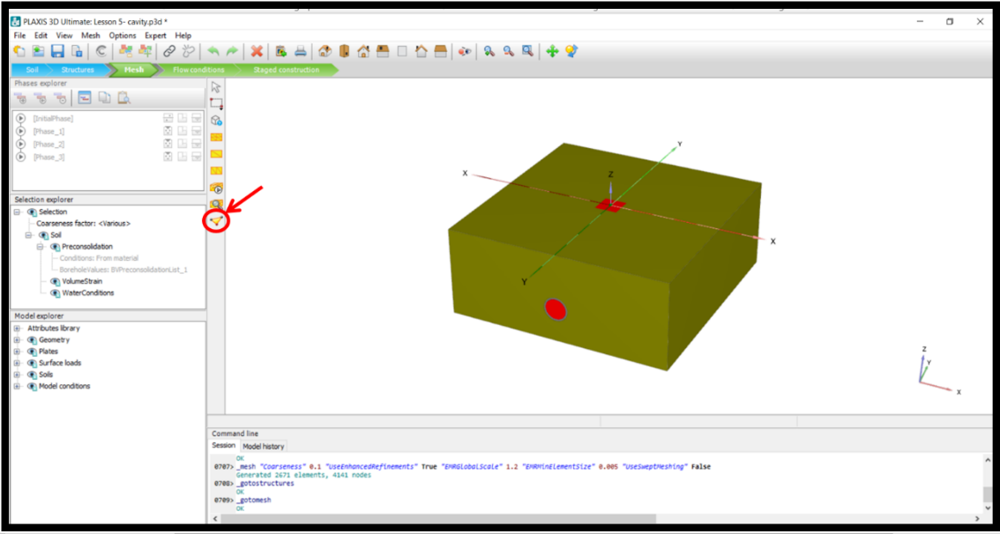 PLAXIS 3D Ultimate: Lesson 5- cavity.p3d *
File Edit View Mesh Options Expert Help
Soil Structures Mesh Flow conditions Staged construction
Phases explorer
[InitialPhase]
[Phase_1]
[Phase_2]
[Phase_3]
Selection explorer
Selection
Coarseness factor: <Various>
Soil
Preconsolidation
Conditions: From material
BoreholeValues: BVPreconsolidationList_1
VolumeStrain
WaterConditions
Model explorer
Attributes library
Geometry
Plates
Surface loads
Soils
Model conditions
Y
X
Z
X
Y
Z
Y
X
Command line
Session Model history
OK
0707> _mesh "Coarseness" 0.1 "UseEnhancedRefinements" True "EMRGlobalScale" 1.2 "EMRMinElementSize" 0.005 "UseSweptMeshing" False
Generated 2671 elements, 4141 nodes
0708> _gotostructures
OK
0709> _gotomesh
OK